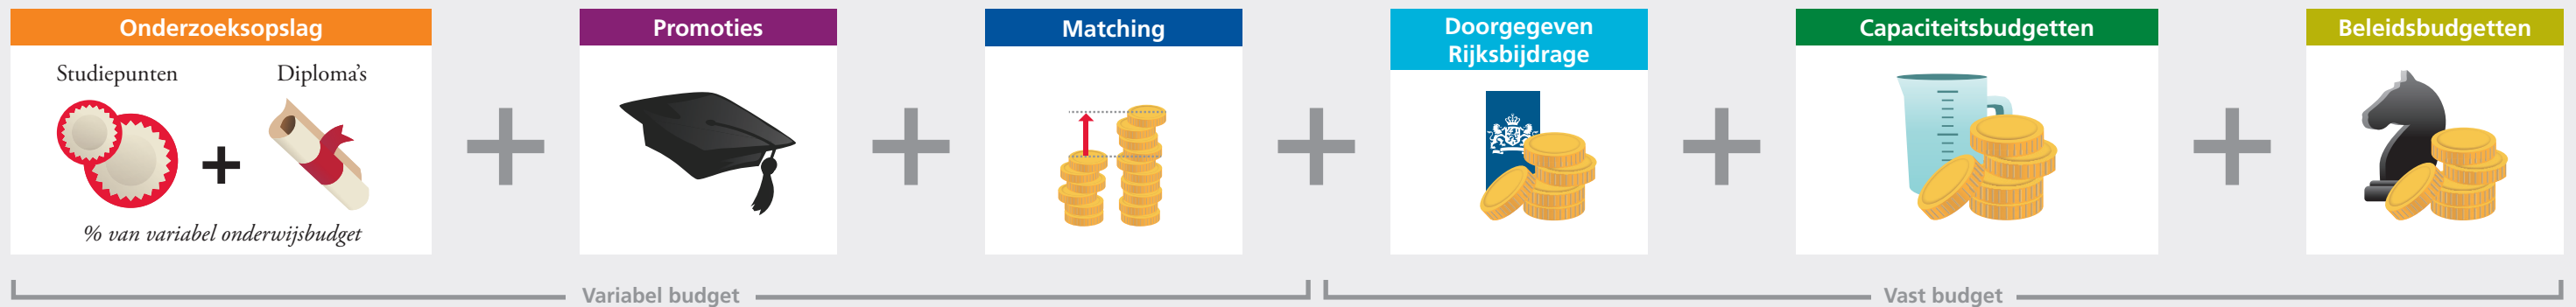 Onderzoeksopslag
Studiepunten
Diploma's
% van variabel onderwijsbudget
Promoties
Matching
Doorgegeven
Rijksbijdrage
Capaciteitsbudgetten
Beleidsbudgetten
Variabel budget
Vast budget